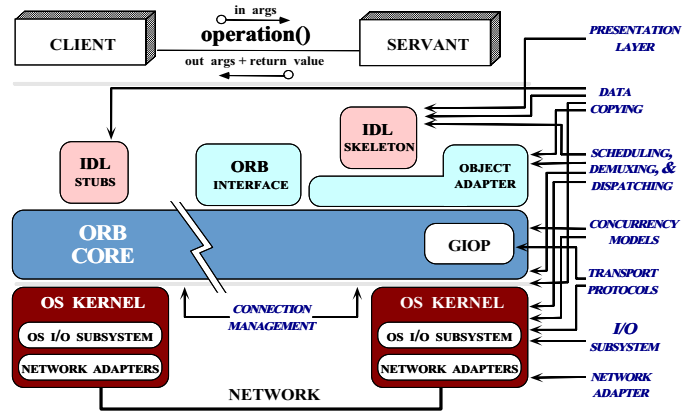 in args
CLIENT
operation()
SERVANT
out args + return value
PRESENTATION
LAYER
DATA
COPYING
IDL
STUBS
ORB
INTERFACE
IDL
SKELETON
OBJECT
ADAPTER
SCHEDULING,
DEMUXING, &
DISPATCHING
ORB
CORE
GIOP
CONCURRENCY
MODELS
TRANSPORT
PROTOCOLS
OS KERNEL
OS I/O SUBSYSTEM
NETWORK ADAPTERS
CONNECTION
MANAGEMENT
OS KERNEL
OS I/O SUBSYSTEM
NETWORK ADAPTERS
I/O
SUBSYSTEM
NETWORK
ADAPTER
NETWORK